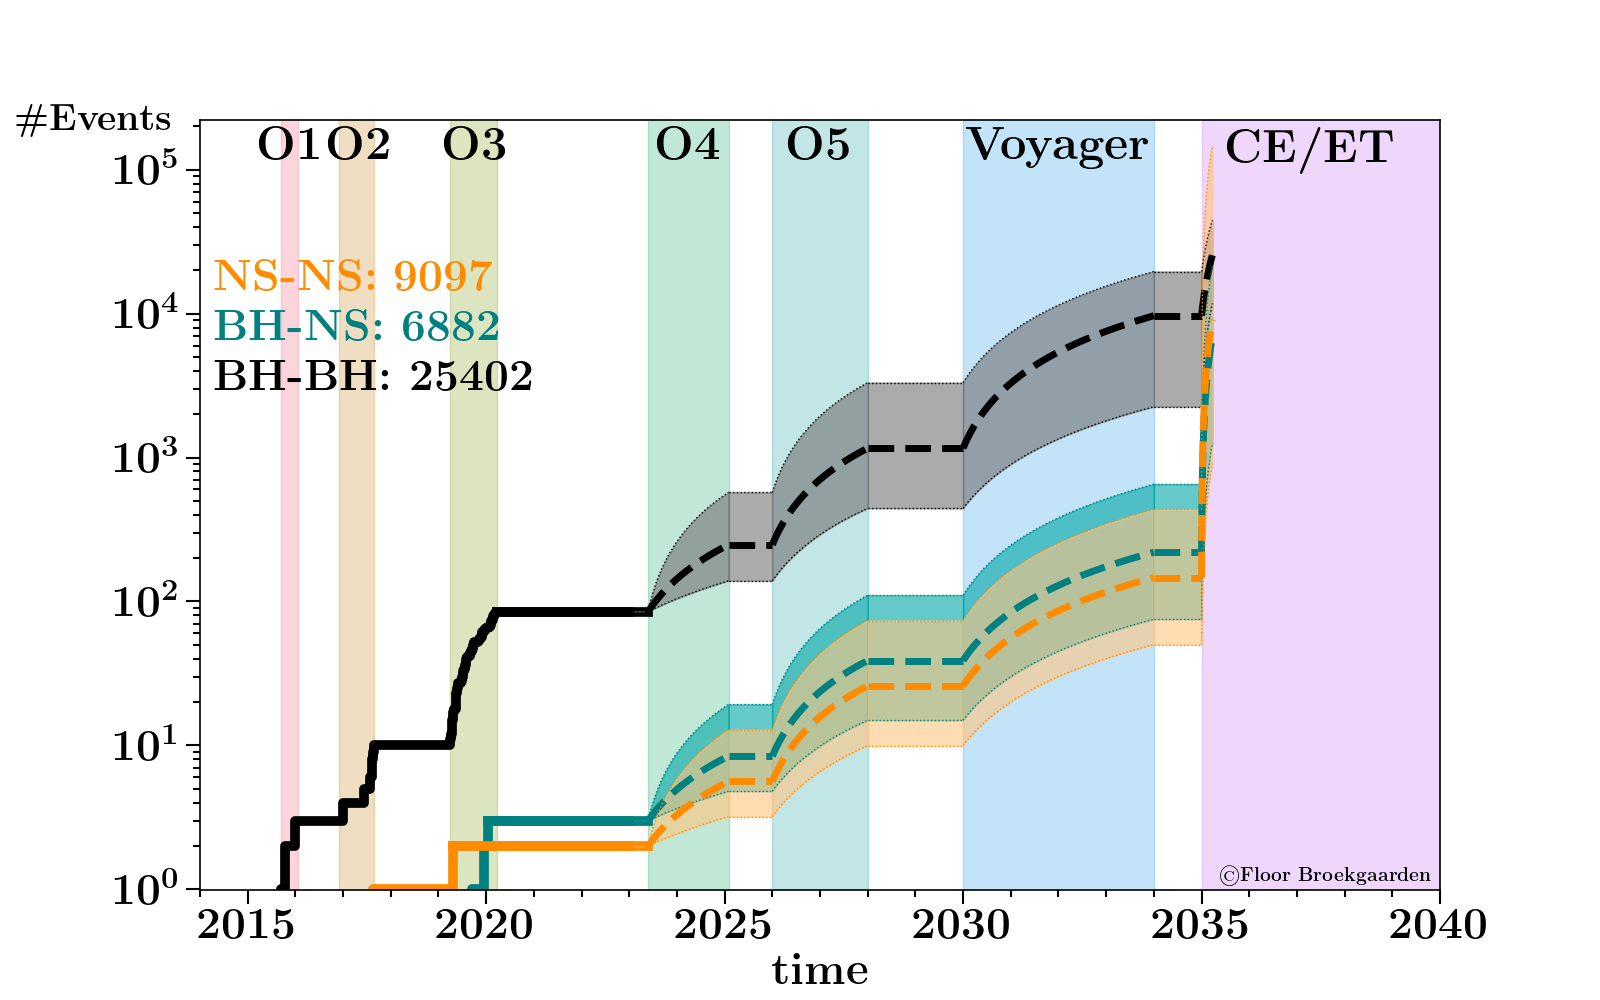 #Events
O1 O2 O3 O4 O5 Voyager CE/ET
10^5
NS-NS: 9097
10^4
BH-NS: 6882
BH-BH: 25402
10^3
10^2
10^1
10^0
©Floor Broekgaarden
2015 2020 2025 2030 2035 2040
time